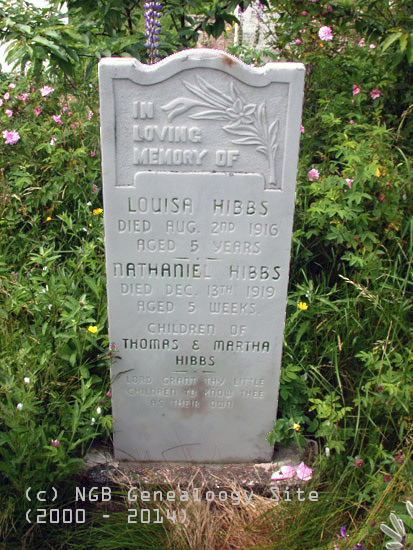 IN
LOVING
MEMORY OF
LOUISA HIBBS
DIED AUG. 2ND 1916
AGED 5 YEARS
NATHANIEL HIBBS
DIED DEC. 13TH 1919
AGED 5 WEEKS.
CHILDREN OF
THOMAS & MARTHA
HIBBS
LORD GRANT THY LITTLE
CHILDREN TO KNOW THEE
AS THEIR OWN
(c) NGB Genealoogy Site
(2000 - 2014)